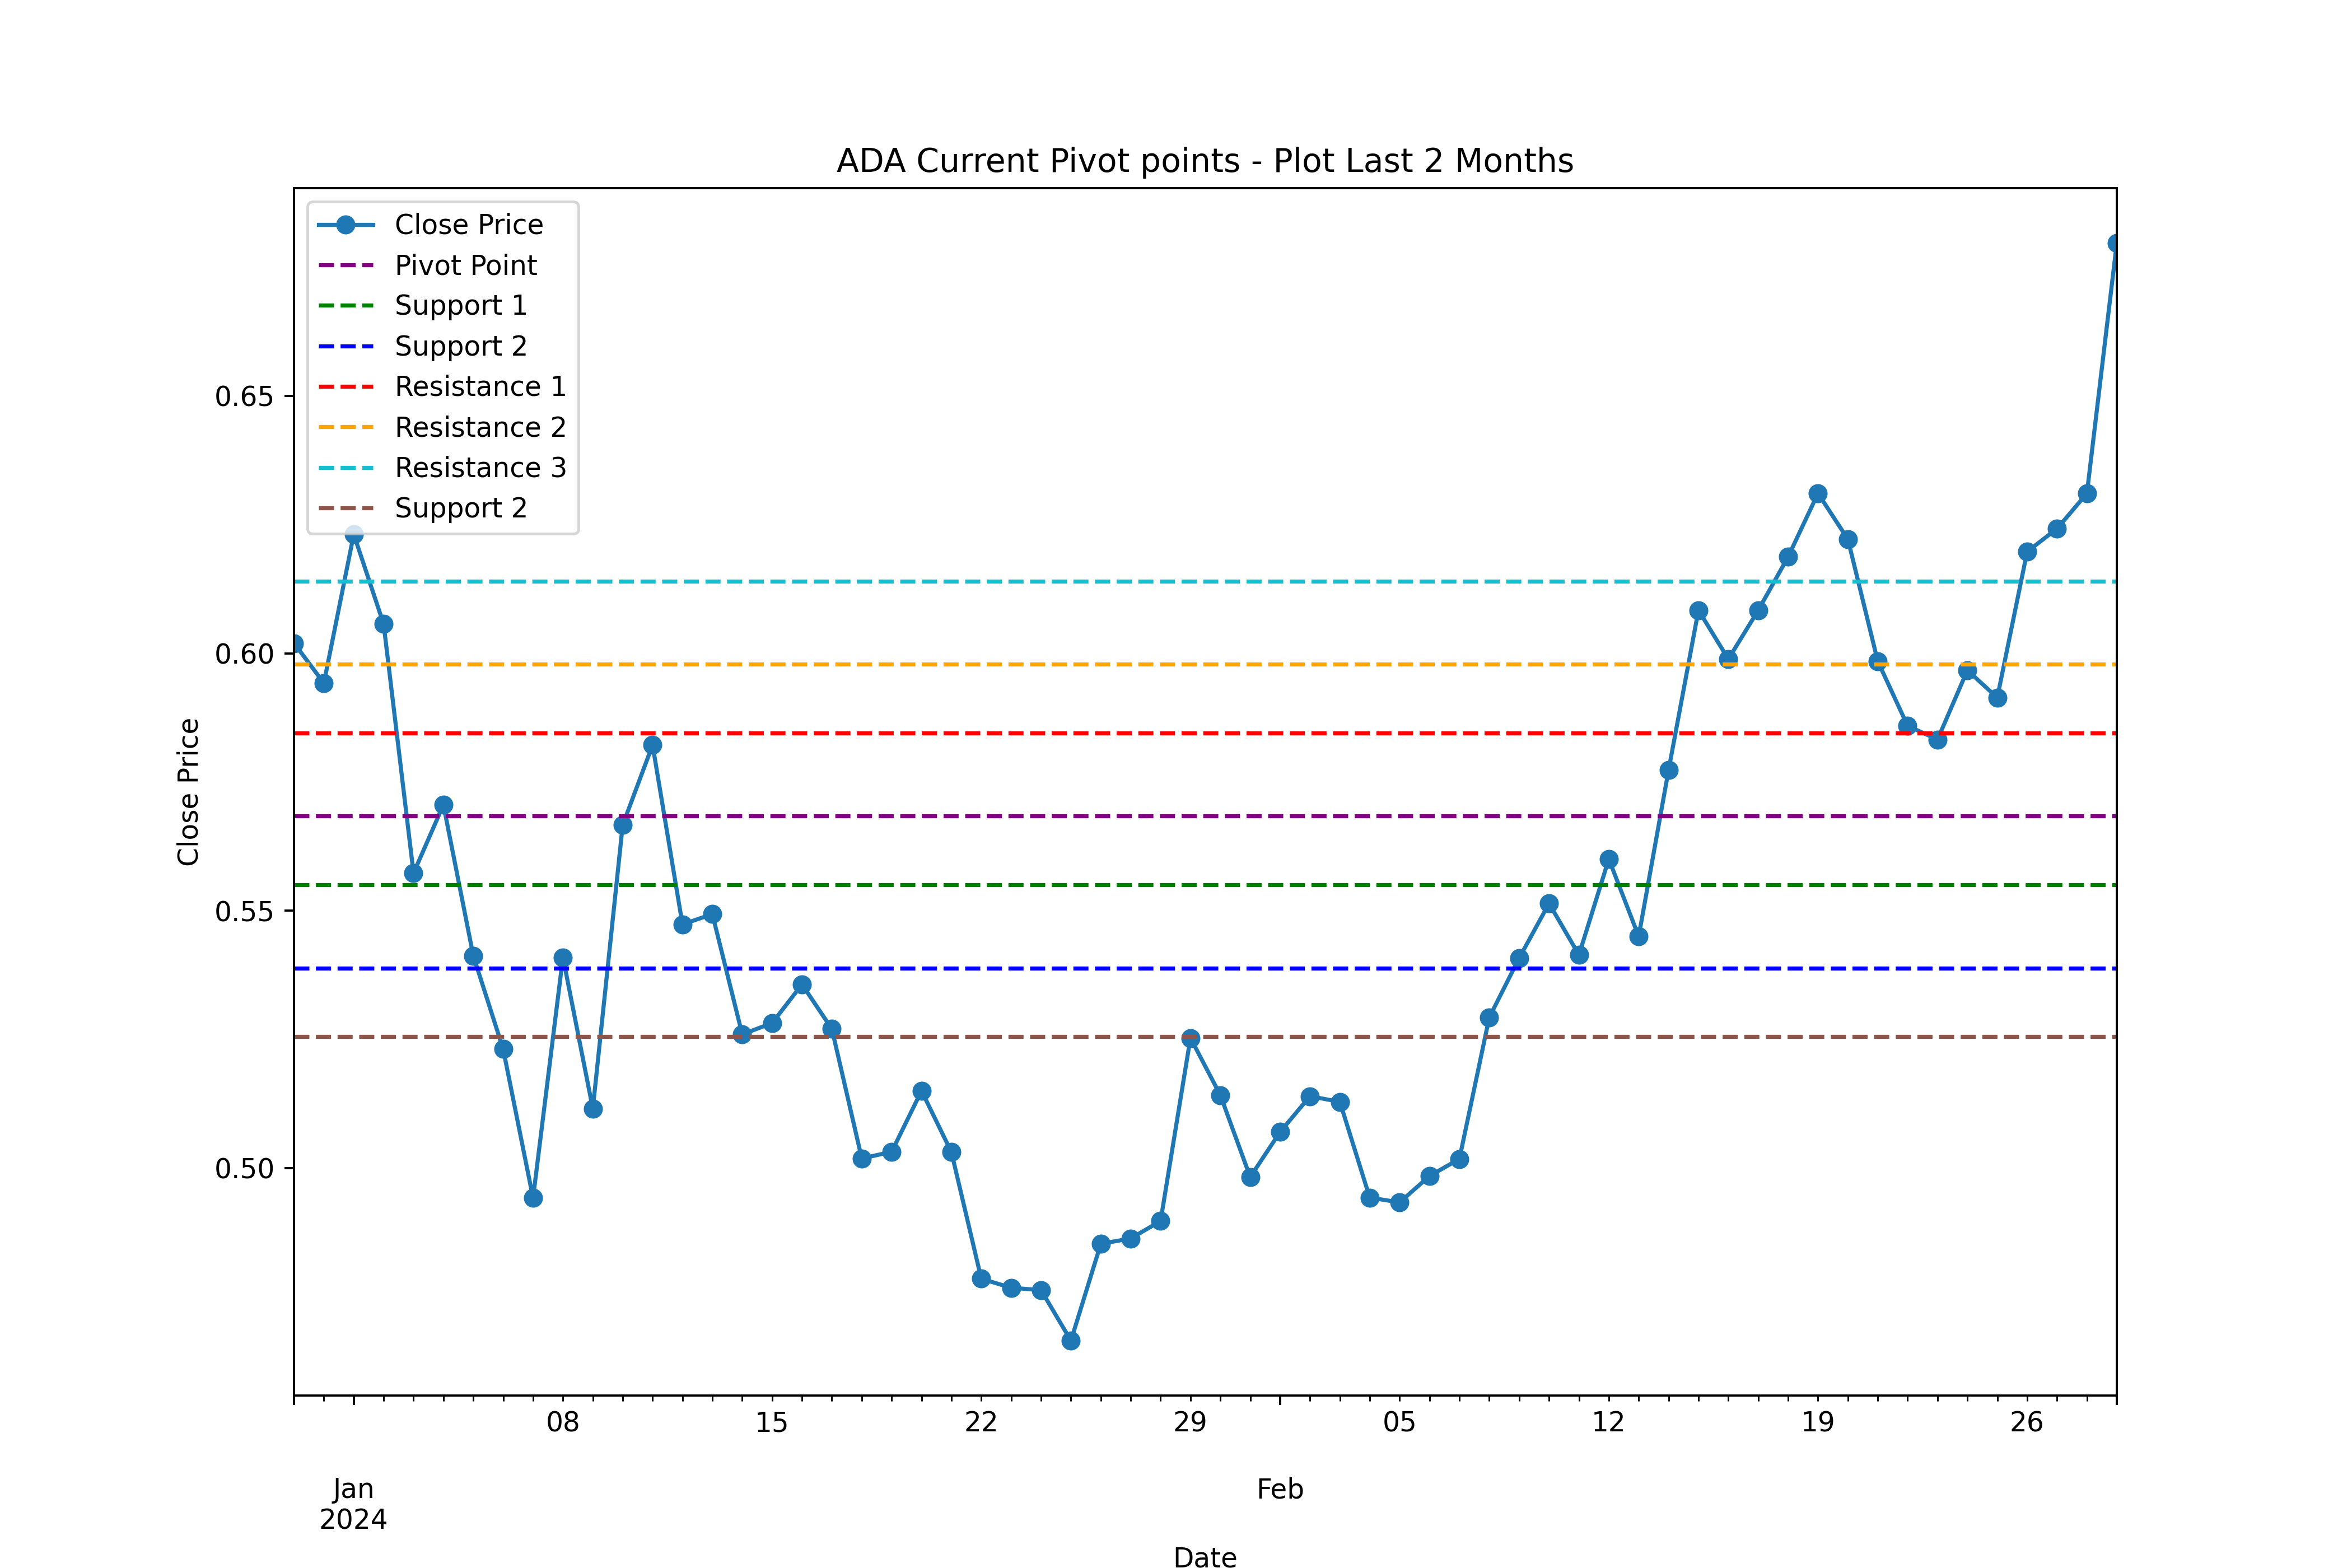 ADA Current Pivot points - Plot Last 2 Months
Close Price
Pivot Point
Support 1
Support 2
Resistance 1
Resistance 2
Resistance 3
Support 2
0.65
0.60
0.55
0.50
Close Price
08 15 22 29 05 12 19 26
Jan Feb
2024
Date